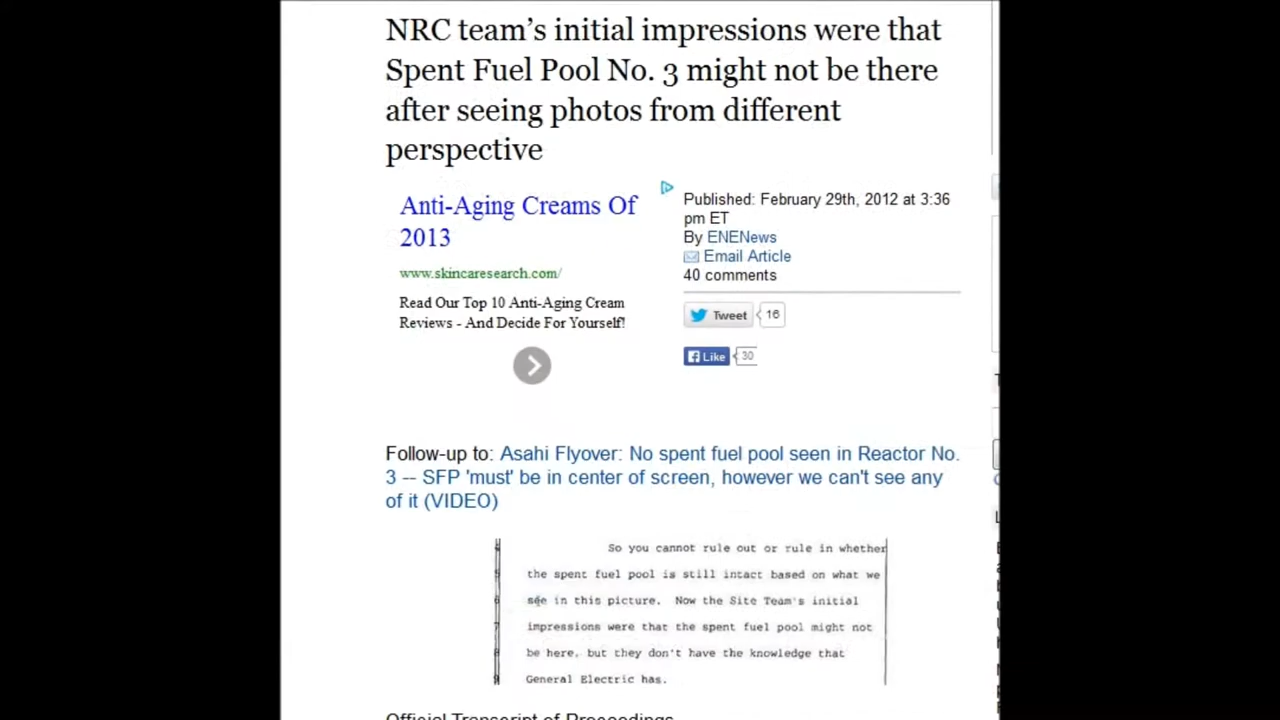 NRC team's initial impressions were that
Spent Fuel Pool No. 3 might not be there
after seeing photos from different
perspective
Anti-Aging Creams Of
2013
www.skincaresearch.com/
Read Our Top 10 Anti-Aging Cream
Reviews - And Decide For Yourself!
Published: February 29th, 2012 at 3:36
pm ET
By ENENews
Email Article
40 comments
Tweet 16
Like 30
Follow-up to: Asahi Flyover: No spent fuel pool seen in Reactor No.
3 -- SFP 'must' be in center of screen, however we can't see any
of it (VIDEO)
So you cannot rule out or rule in whether
the spent fuel pool is still intact based on what we
see in this picture. Now the Site Team's initial
impressions were that the spent fuel pool might not
be here, but they don't have the knowledge that
General Electric has.
Official Transcript of Proceedings